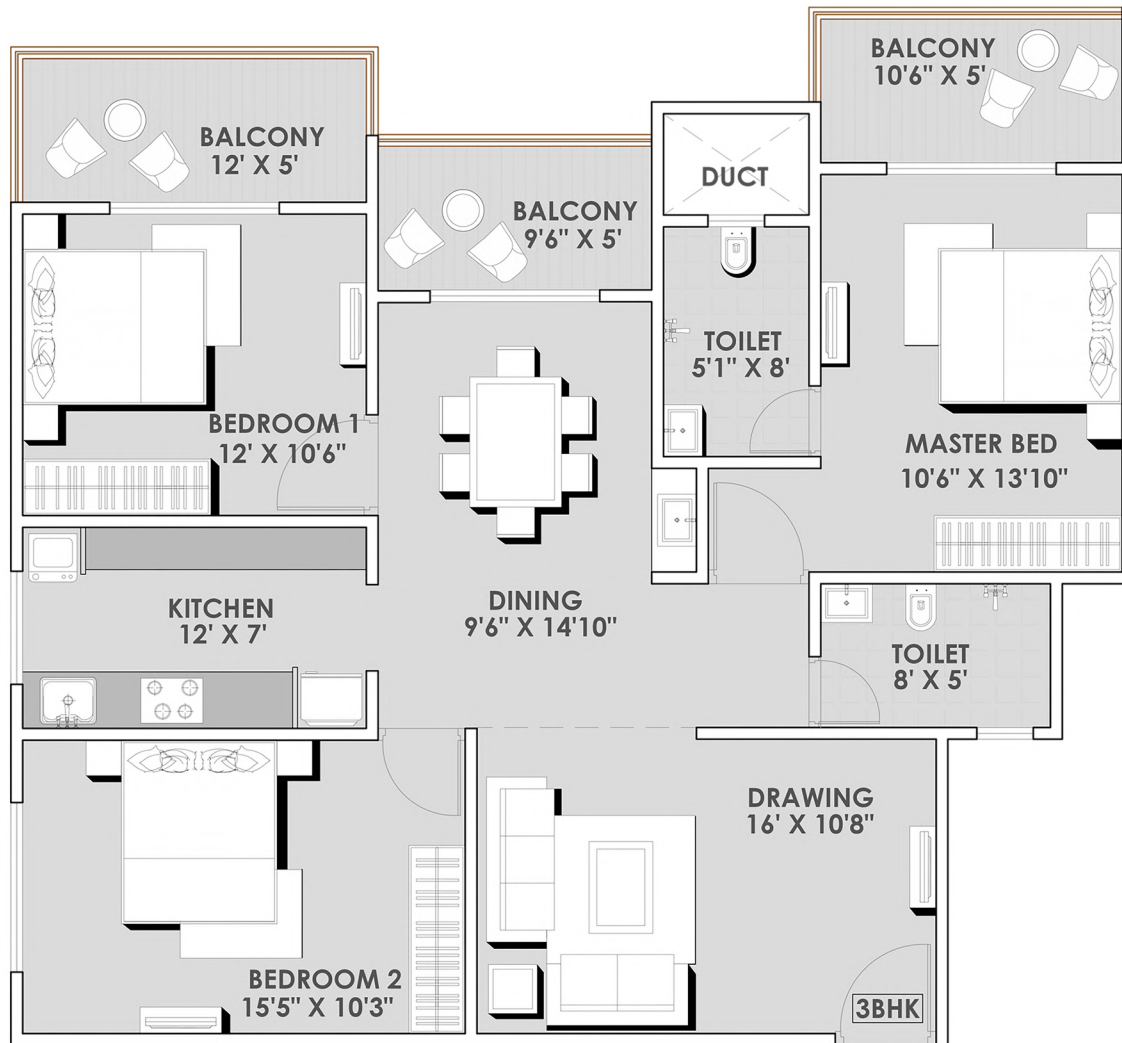 BALCONY
10'6" X 5'
BALCONY
12' X 5'
DUCT
BALCONY
9'6" X 5'
TOILET
5'1" X 8'
BEDROOM 1
12' X 10'6"
MASTER BED
10'6" X 13'10"
KITCHEN
12' X 7'
DINING
9'6" X 14'10"
TOILET
8' X 5'
DRAWING
16' X 10'8"
BEDROOM 2
15'5" X 10'3"
3BHK